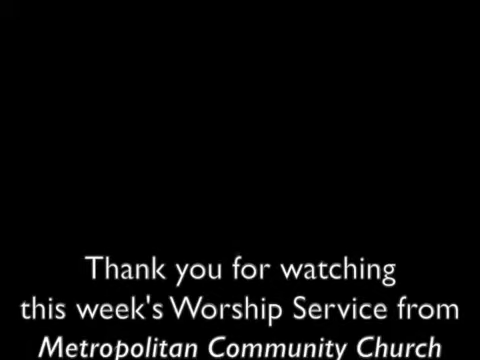 Thank you for watching
this week's Worship Service from
Metropolitan Community Church